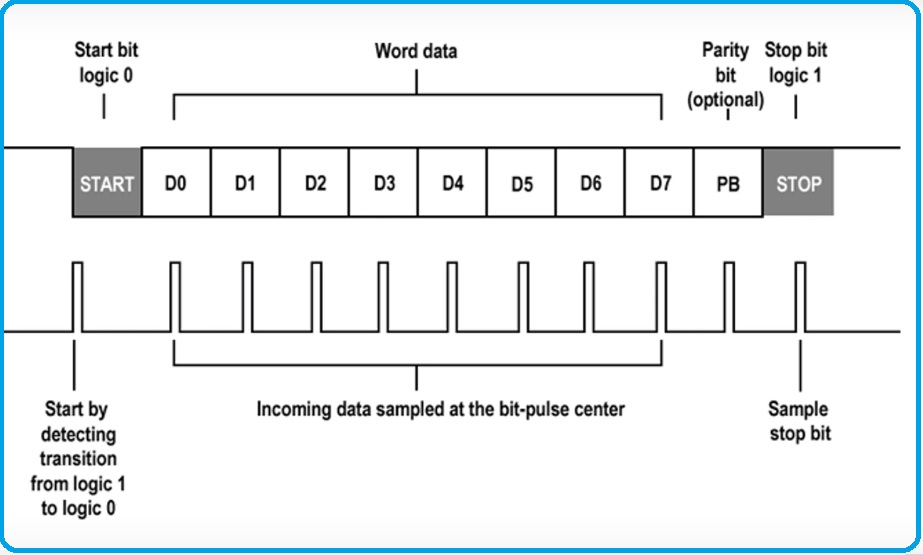 Start bit
logic 0
Word data
Parity
bit
(optional)
Stop bit
logic 1
START
D0
D1
D2
D3
D4
D5
D6
D7
PB
STOP
Start by
detecting
transition
from logic 1
to logic 0
Incoming data sampled at the bit-pulse center
Sample
stop bit